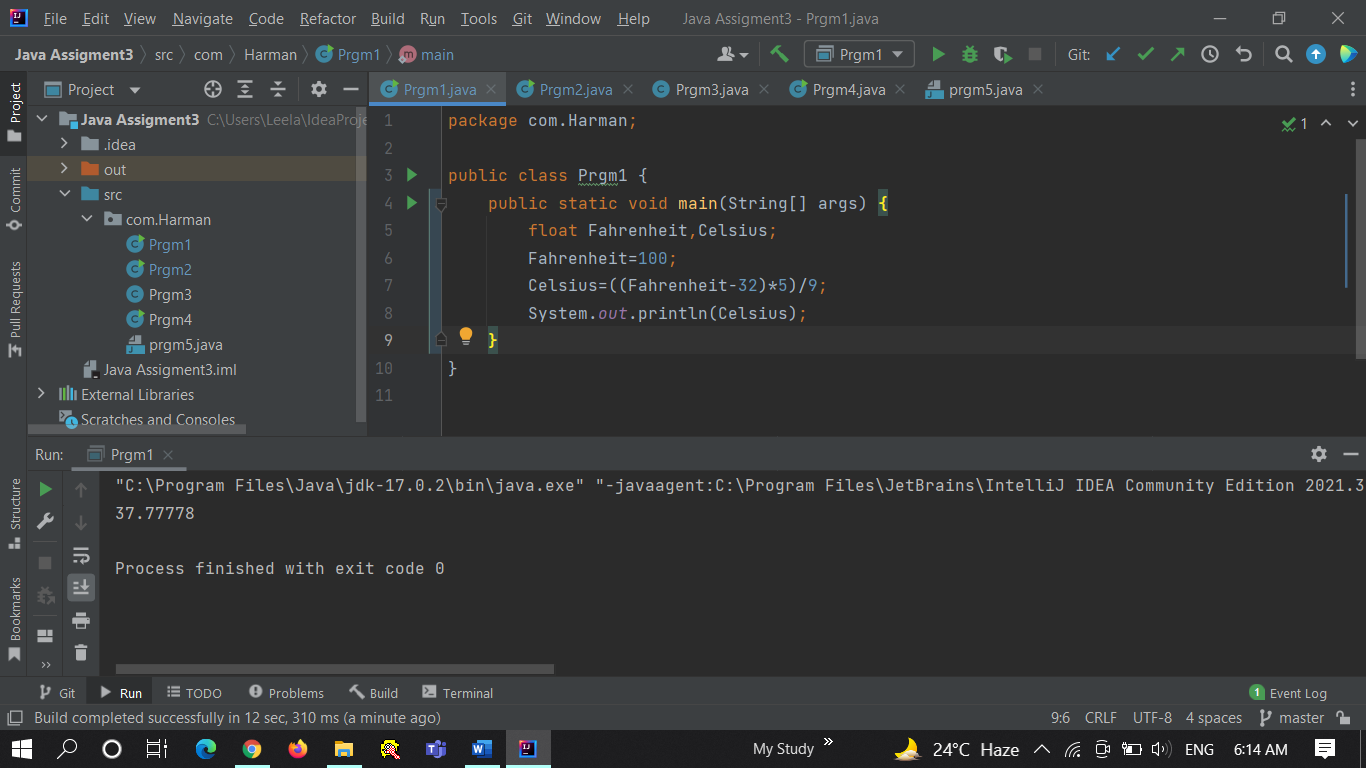 File Edit View Navigate Code Refactor Build Run Tools Git Window Help Java Assigment3 - Prgm1.java
Java Assigment3 src com Harman Prgm1 main Prgm1 Git:
Project
Commit
Pull Requests
Structure
Bookmarks
Project
Java Assigment3 C:\Users\Leela\IdeaProje
.idea
out
src
com.Harman
Prgm1
Prgm2
Prgm3
Prgm4
prgm5.java
Java Assigment3.iml
External Libraries
Scratches and Consoles
Prgm1.java Prgm2.java Prgm3.java Prgm4.java prgm5.java
1 package com.Harman; 1
2
3 public class Prgm1 {
4 public static void main(String[] args) {
5 float Fahrenheit,Celsius;
6 Fahrenheit=100;
7 Celsius=((Fahrenheit-32)*5)/9;
8 System.out.println(Celsius);
9 }
10 }
11
Run: Prgm1
"C:\Program Files\Java\jdk-17.0.2\bin\java.exe" "-javaagent:C:\Program Files\JetBrains\IntelliJ IDEA Community Edition 2021.3
37.77778
Process finished with exit code 0
Git Run TODO Problems Build Terminal 1 Event Log
Build completed successfully in 12 sec, 310 ms (a minute ago) 9:6 CRLF UTF-8 4 spaces master
My Study 24°C Haze ENG 6:14 AM